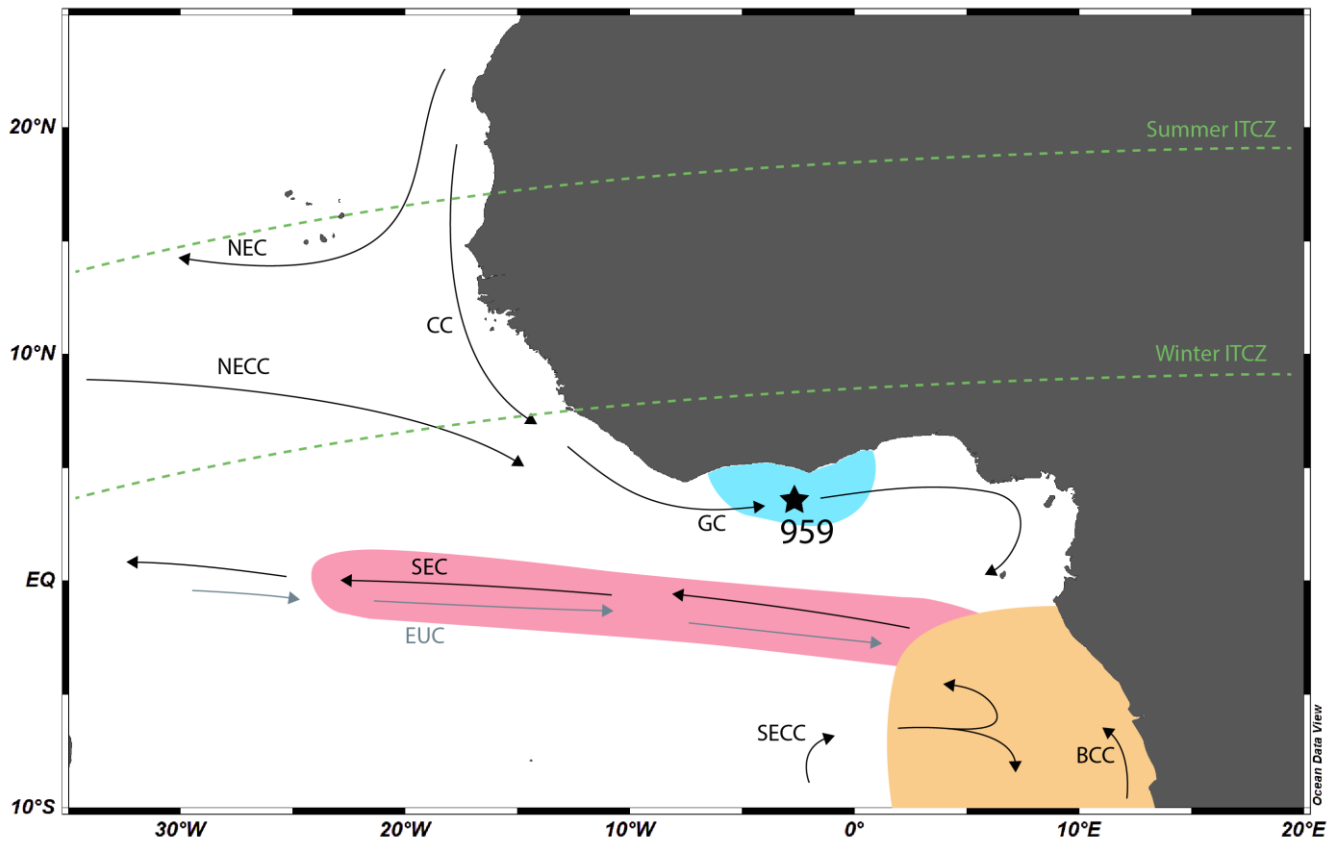 20°N
Summer ITCZ
NEC
CC
10°N
Winter ITCZ
NECC
GC
959
SEC
EQ
EUC
SECC
BCC
10°S
30°W
20°W
10°W
0°
10°E
20°E
Ocean Data View